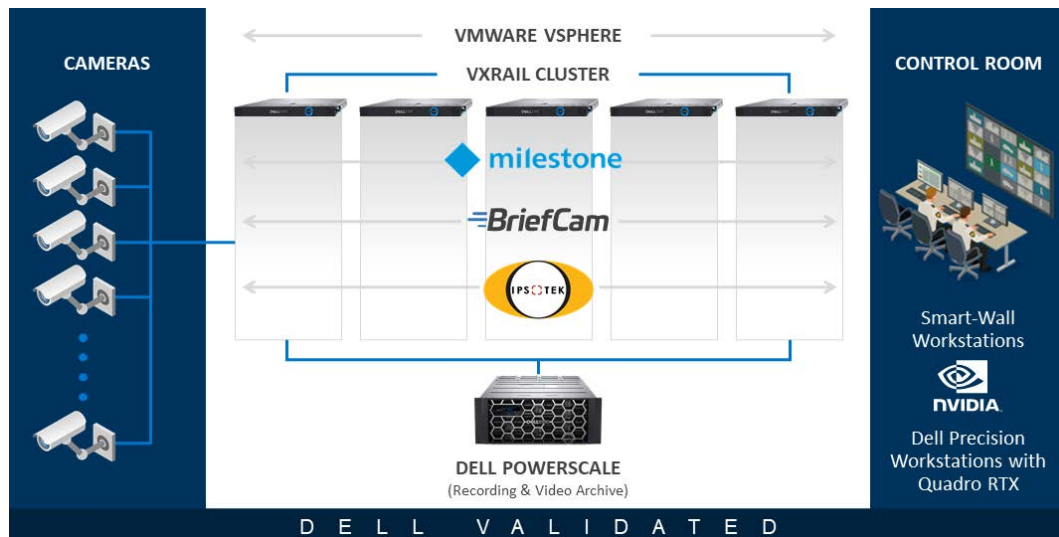 CAMERAS
VMWARE VSPHERE
VXRAIL CLUSTER
milestone
BriefCam
IPSOTEK
DELL POWERSCALE
(Recording & Video Archive)
CONTROL ROOM
Smart-Wall
Workstations
NVIDIA.
Dell Precision
Workstations with
Quadro RTX
DELL VALIDATED